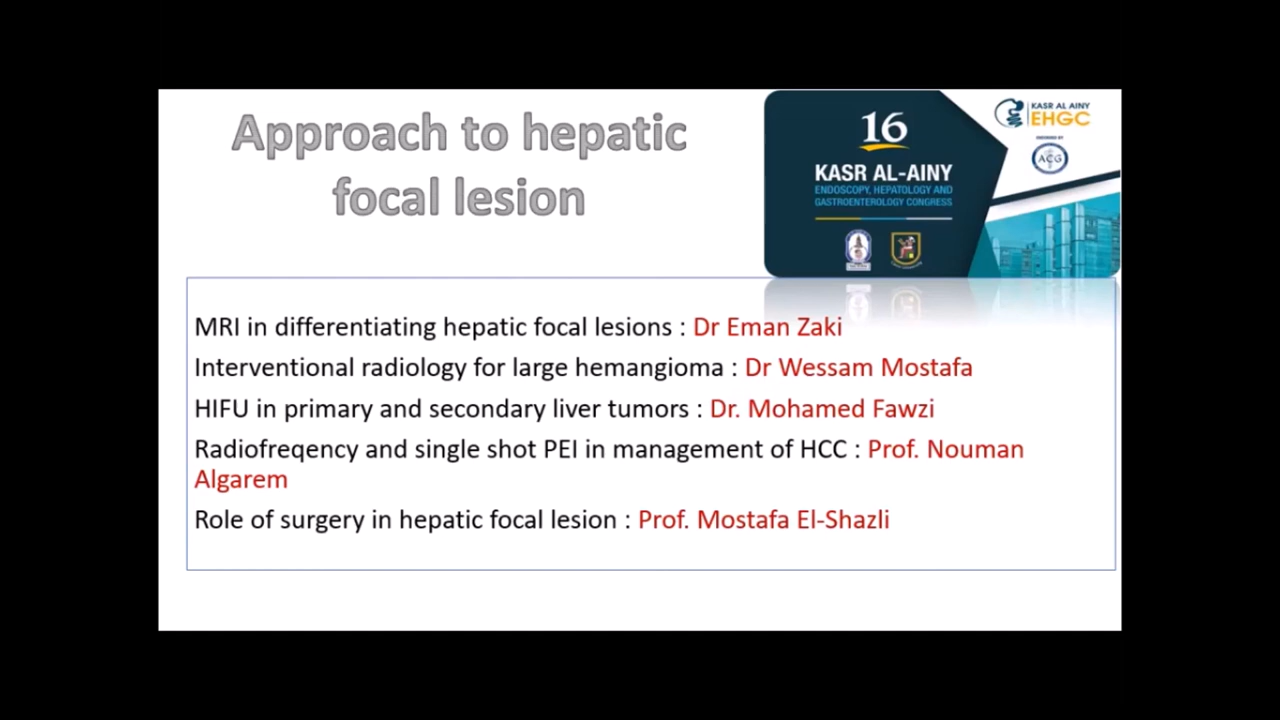 Approach to hepatic
focal lesion
16
KASR AL-AINY
ENDOSCOPY, HEPATOLOGY AND
GASTROENTEROLOGY CONGRESS
KASR AL AINY
EHGC
ENDORSED BY
ACG
MRI in differentiating hepatic focal lesions : Dr Eman Zaki
Interventional radiology for large hemangioma : Dr Wessam Mostafa
HIFU in primary and secondary liver tumors : Dr. Mohamed Fawzi
Radiofreqency and single shot PEI in management of HCC : Prof. Nouman
Algarem
Role of surgery in hepatic focal lesion : Prof. Mostafa El-Shazli